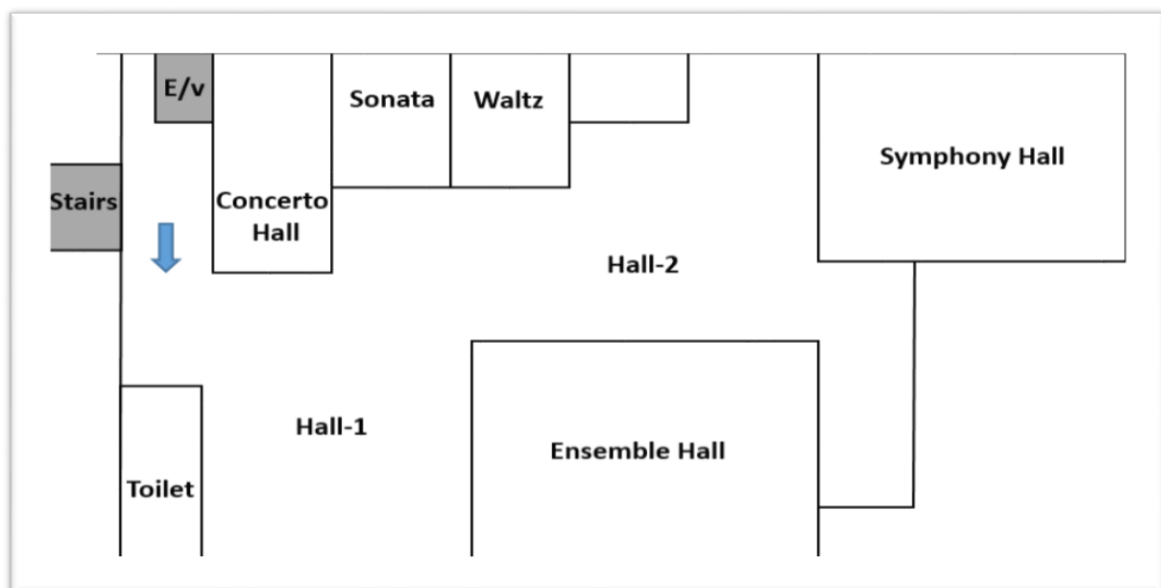 E/v
Sonata
Waltz
Symphony Hall
Stairs
Concerto
Hall
Hall-2
Hall-1
Ensemble Hall
Toilet